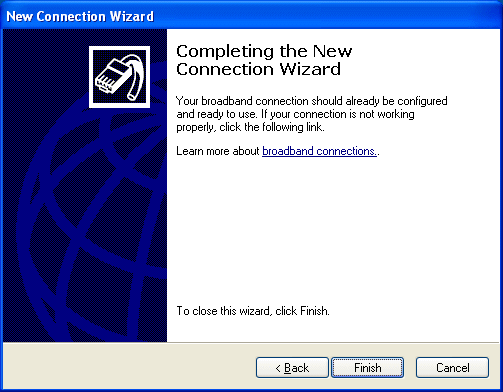 New Connection Wizard
Completing the New
Connection Wizard
Your broadband connection should already be configured
and ready to use. If your connection is not working
properly, click the following link.
Learn more about broadband connections..
To close this wizard, click Finish.
< Back
Finish
Cancel